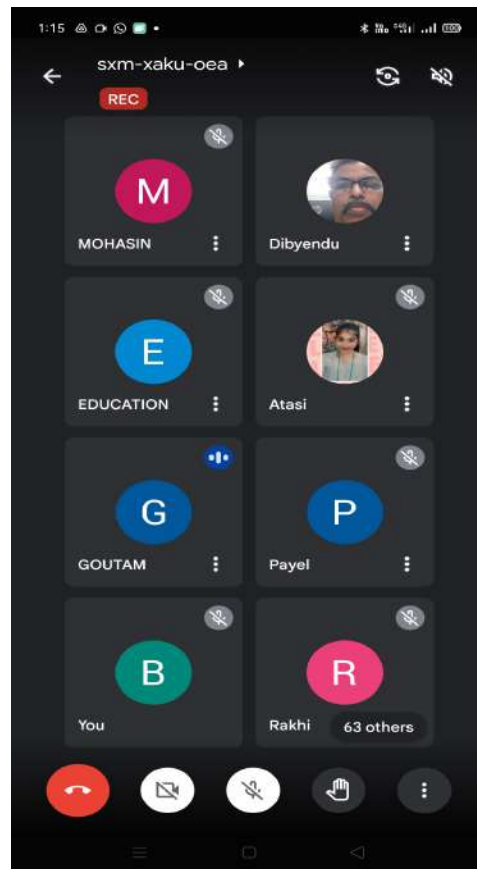 1:15
sxm-xaku-oea
REC
M
MOHASIN
Dibyendu
E
EDUCATION
Atasi
G
GOUTAM
P
Payel
B
You
R
Rakhi
63 others